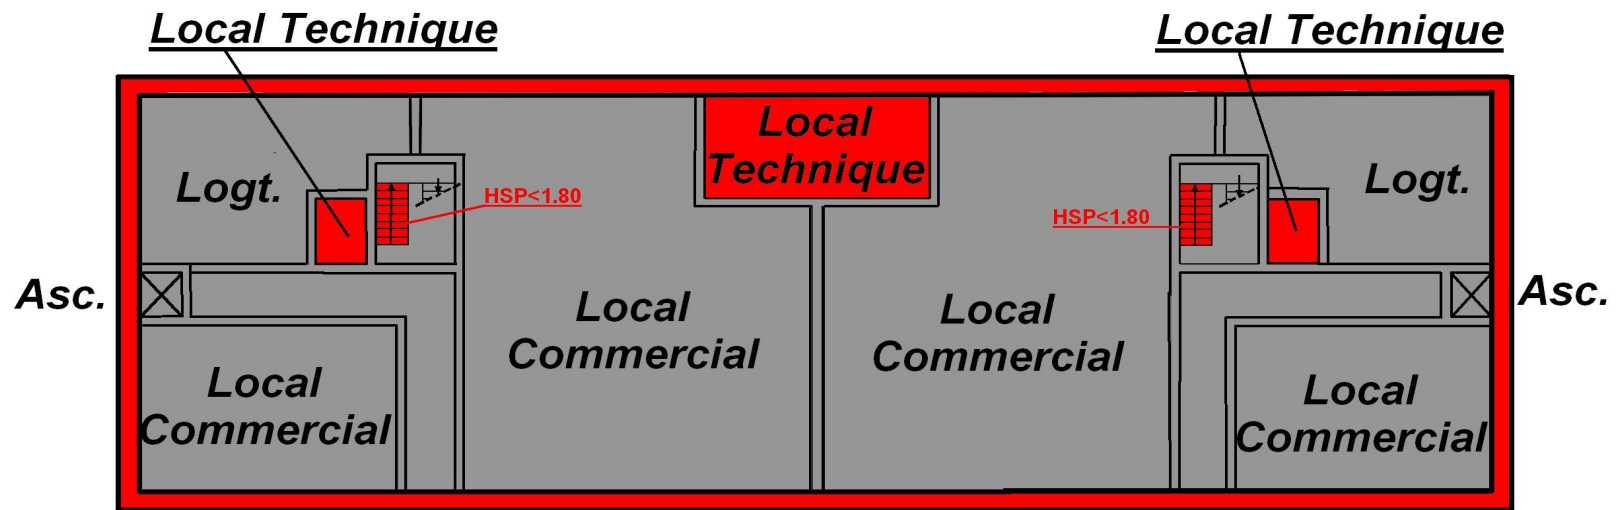 Local Technique
Local Technique
Local
Technique
Logt.
HSP<1.80
HSP<1.80
Logt.
Asc.
Asc.
Local
Commercial
Local
Commercial
Local
Commercial
Local
Commercial